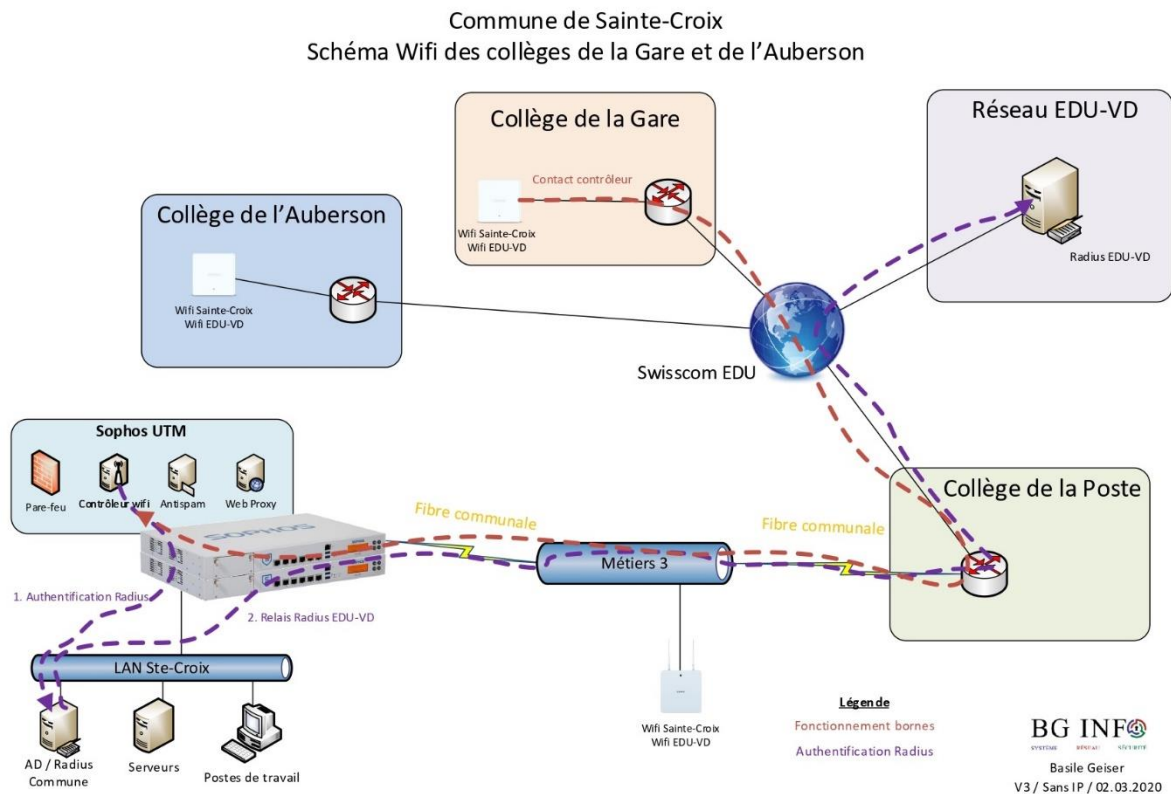 Commune de Sainte-Croix
Schéma Wifi des collèges de la Gare et de l'Auberson
Collège de la Gare
Contact contrôleur
Wifi Sainte-Croix
Wifi EDU-VD
Réseau EDU-VD
Radius EDU-VD
Collège de l'Auberson
Wifi Sainte-Croix
Wifi EDU-VD
Swisscom EDU
Sophos UTM
Pare-feu
Contrôleur wifi
Antispam
Web Proxy
SOPHOS
Fibre communale
Fibre communale
Métiers 3
Collège de la Poste
1. Authentification Radius
2. Relais Radius EDU-VD
LAN Ste-Croix
AD / Radius
Commune
Serveurs
Postes de travail
Wifi Sainte-Croix
Wifi EDU-VD
Légende
Fonctionnement bornes
Authentification Radius
BG INFO
SYSTÈME RÉSEAU SÉCURITÉ
Basile Geiser
V3 / Sans IP / 02.03.2020